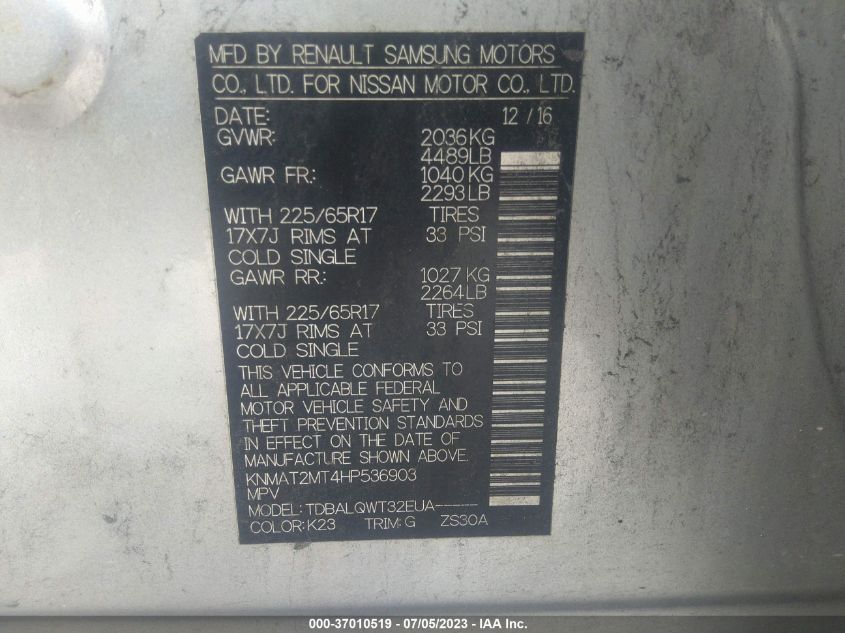 MFD BY RENAULT SAMSUNG MOTORS
CO., LTD. FOR NISSAN MOTOR CO., LTD.
DATE: 12 / 16
GVWR: 2036KG
4489LB
GAWR FR.: 1040KG
2293LB
WITH 225/65R17 TIRES
17X7J RIMS AT 33 PSI
COLD SINGLE
GAWR RR.: 1027KG
2264LB
WITH 225/65R17 TIRES
17X7J RIMS AT 33 PSI
COLD SINGLE
THIS VEHICLE CONFORMS TO
ALL APPLICABLE FEDERAL
MOTOR VEHICLE SAFETY AND
THEFT PREVENTION STANDARDS
IN EFFECT ON THE DATE OF
MANUFACTURE SHOWN ABOVE.
KNMAT2MT4HP536903
MPV
MODEL: TDBALQWT32EUA-----
COLOR:K23 TRIM:G ZS30A
000-37010519 - 07/05/2023 - © IAA Inc.